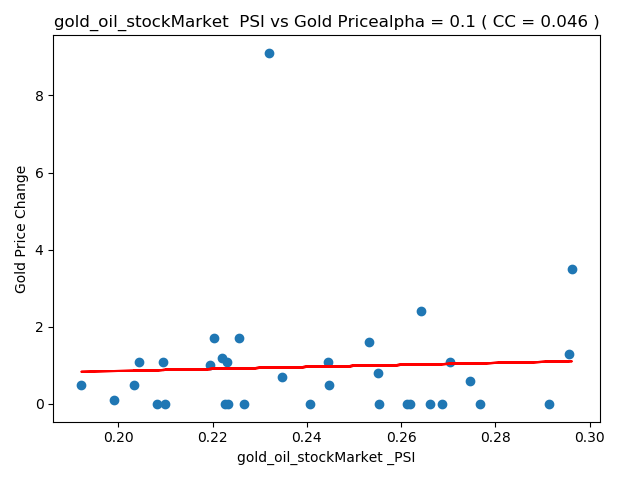 gold_oil_stockMarket  PSI vs Gold Pricealpha = 0.1 ( CC = 0.046 )
Gold Price Change
8
6
4
2
0
0.20 0.22 0.24 0.26 0.28 0.30
gold_oil_stockMarket _PSI